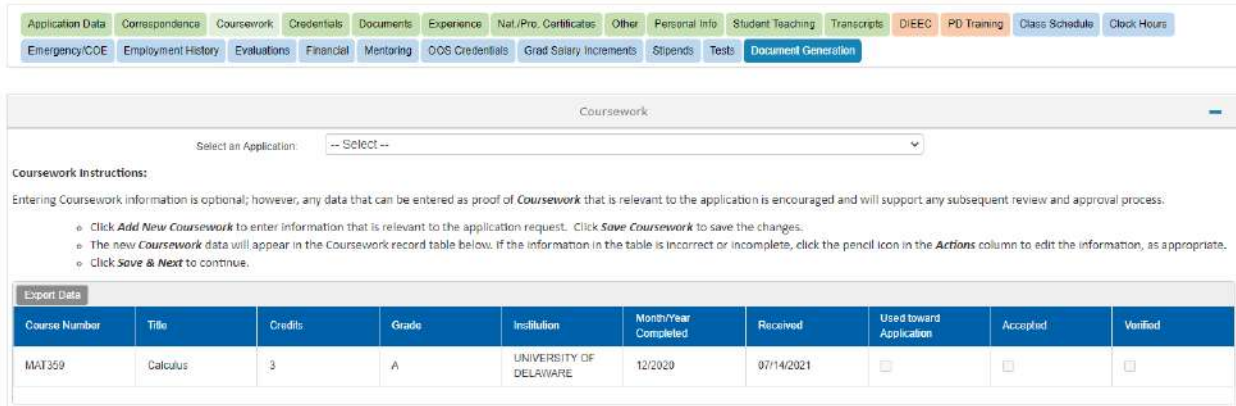 Application Data Correspondence Coursework Credentials Documents Experience Nat./Pro. Certificates Other Personal Info Student Teaching Transcripts DIEEC PD Training Class Schedule Clock Hours
Emergency/COE Employment History Evaluations Financial Mentoring OOS Credentials Grad Salary Increments Stipends Tests Document Generation
Coursework
Select an Application: -- Select --
Coursework Instructions:
Entering Coursework information is optional; however, any data that can be entered as proof of Coursework that is relevant to the application is encouraged and will support any subsequent review and approval process.
Click Add New Coursework to enter information that is relevant to the application request. Click Save Coursework to save the changes.
The new Coursework data will appear in the Coursework record table below. If the information in the table is incorrect or incomplete, click the pencil icon in the Actions column to edit the information, as appropriate.
Click Save & Next to continue.
Export Data
Course Number Title Credits Grade Institution Month/Year Completed Received Used toward Application Accepted Verified
MAT359 Calculus 3 A UNIVERSITY OF DELAWARE 12/2020 07/14/2021